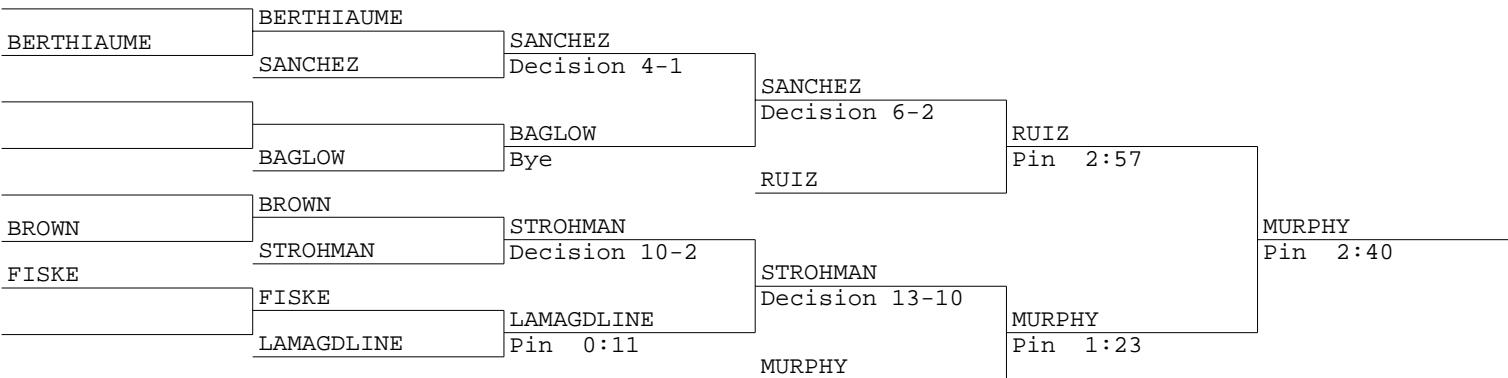 BERTHIAUME
BERTHIAUME
SANCHEZ
SANCHEZ
Decision 4-1
SANCHEZ
Decision 6-2
BAGLOW
BAGLOW
Bye
RUIZ
RUIZ
Pin 2:57
BROWN
BROWN
STROHMAN
STROHMAN
Decision 10-2
MURPHY
Pin 2:40
FISKE
STROHMAN
Decision 13-10
FISKE
LAMAGDLINE
LAMAGDLINE
Pin 0:11
MURPHY
Pin 1:23
MURPHY